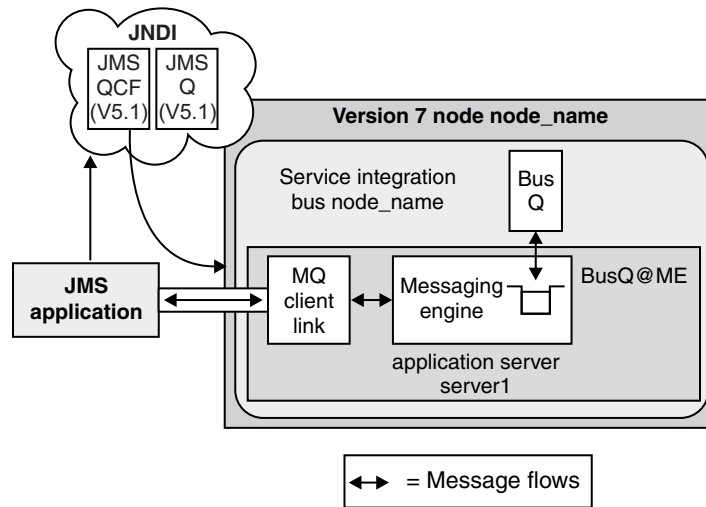 JNDI
JMS
QCF
(V5.1)
JMS
Q
(V5.1)
Version 7 node node_name
Service integration
bus node_name
Bus
Q
JMS
application
MQ
client
link
Messaging
engine
BusQ@ME
application server
server1
= Message flows